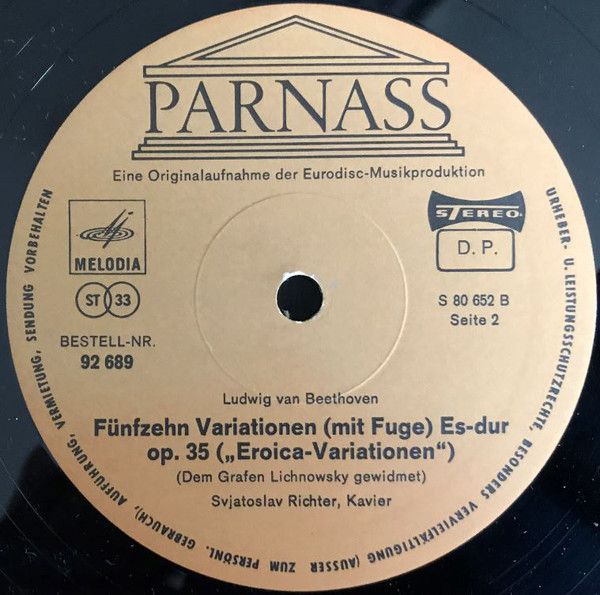 PARNASS
Eine Originalaufnahme der Eurodisc-Musikproduktion
MELODIA
ST 33
BESTELL-NR.
92 689
STEREO
D. P.
S 80 652 B
Seite 2
Ludwig van Beethoven
Fünfzehn Variationen (mit Fuge) Es-dur
op. 35 („Eroica-Variationen“)
(Dem Grafen Lichnowsky gewidmet)
Svjatoslav Richter, Kavier
URHEBER- U. LEISTUNGSSCHUTZRECHTE, BESONDERS VERVIELFÄLTIGUNG (AUSSER ZUM PERSÖNL. GEBRAUCH), AUFFÜHRUNG, VERMIETUNG, SENDUNG VORBEHALTEN